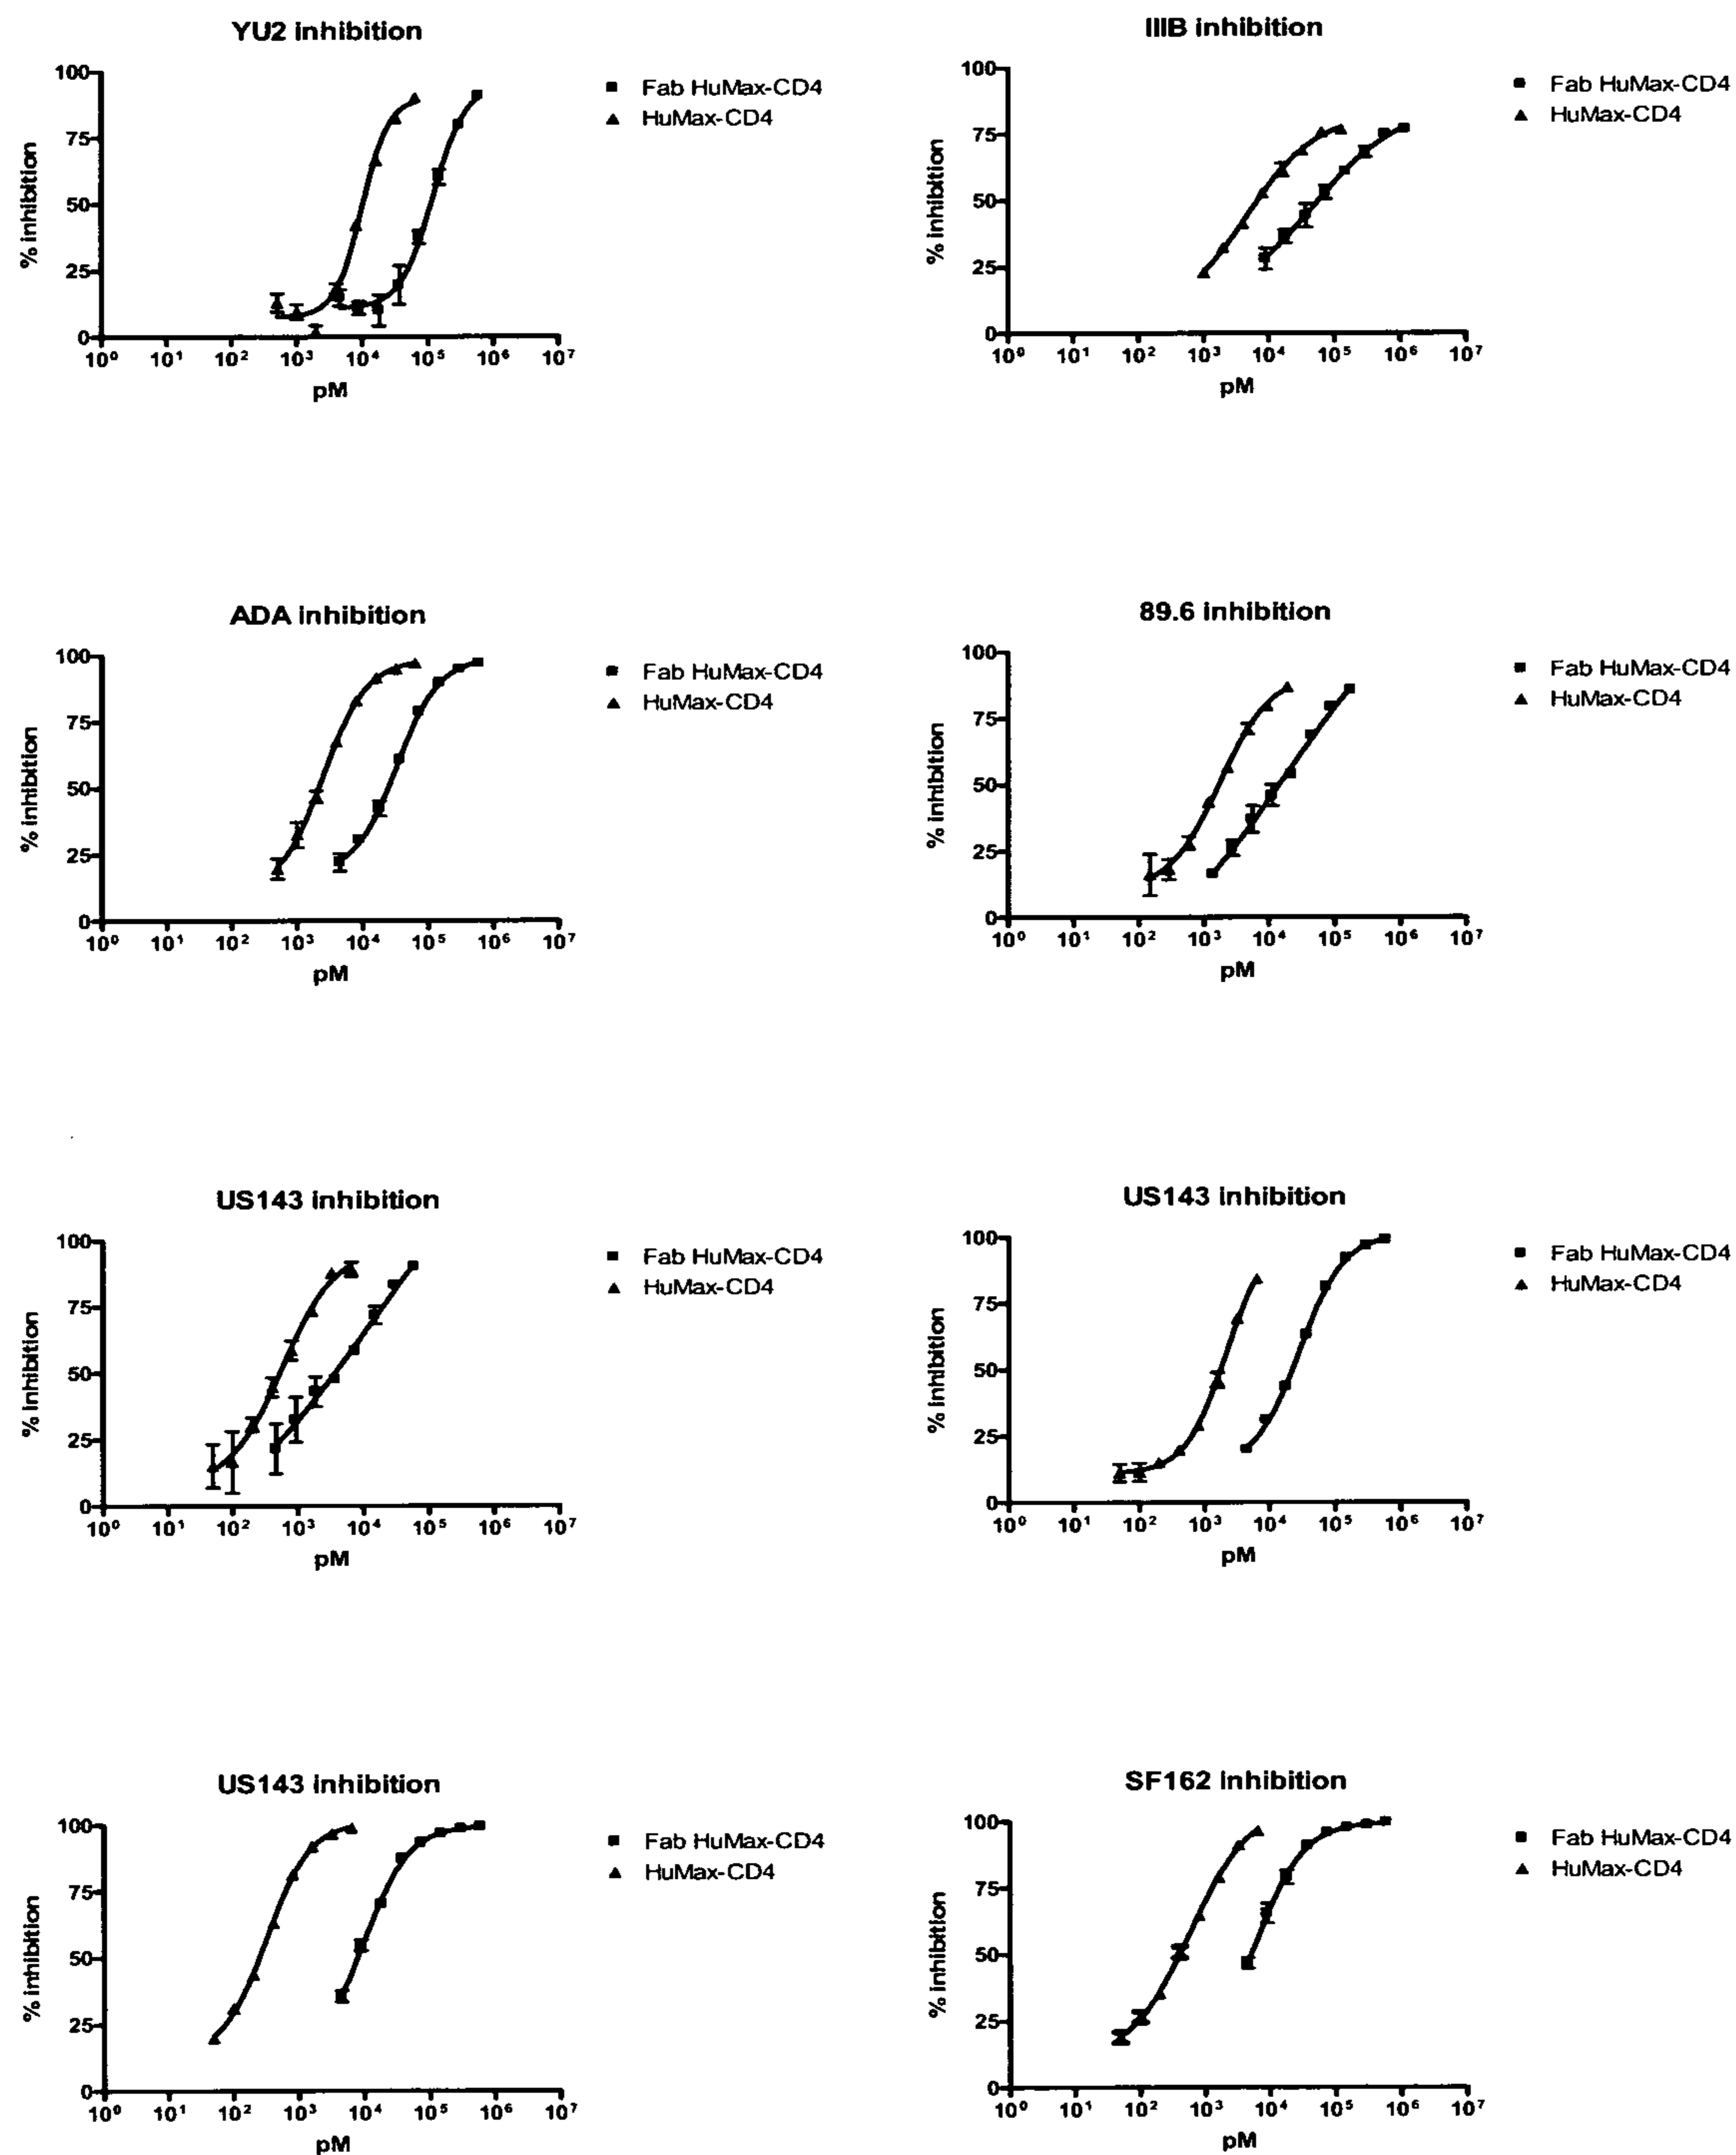 YU2 inhibition
100
75
50
25
0
% inhibition
10⁰ 10¹ 10² 10³ 10⁴ 10⁵ 10⁶ 10⁷
pM
Fab HuMax-CD4
HuMax-CD4
IIIB inhibition
100
75
50
25
0
% inhibition
10⁰ 10¹ 10² 10³ 10⁴ 10⁵ 10⁶ 10⁷
pM
Fab HuMax-CD4
HuMax-CD4
ADA inhibition
100
75
50
25
0
% inhibition
10⁰ 10¹ 10² 10³ 10⁴ 10⁵ 10⁶ 10⁷
pM
Fab HuMax-CD4
HuMax-CD4
89.6 inhibition
100
75
50
25
0
% inhibition
10⁰ 10¹ 10² 10³ 10⁴ 10⁵ 10⁶ 10⁷
pM
Fab HuMax-CD4
HuMax-CD4
US143 inhibition
100
75
50
25
0
% inhibition
10⁰ 10¹ 10² 10³ 10⁴ 10⁵ 10⁶ 10⁷
pM
Fab HuMax-CD4
HuMax-CD4
US143 inhibition
100
75
50
25
0
% inhibition
10⁰ 10¹ 10² 10³ 10⁴ 10�5 10⁶ 10⁷
pM
Fab HuMax-CD4
HuMax-CD4
US143 inhibition
100
75
50
25
0
% inhibition
10⁰ 10¹ 10² 10³ 10⁴ 10⁵ 10⁶ 10⁷
pM
Fab HuMax-CD4
HuMax-CD4
SF162 inhibition
100
75
50
25
0
% inhibition
10⁰ 10¹ 10² 10³ 10⁴ 10⁵ 10⁶ 10⁷
pM
Fab HuMax-CD4
HuMax-CD4